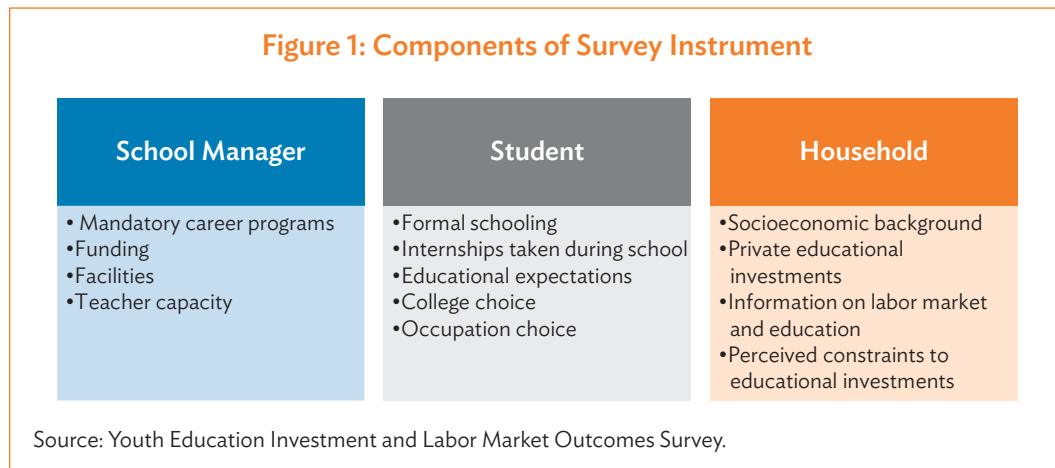 Figure 1: Components of Survey Instrument
School Manager
• Mandatory career programs
•Funding
•Facilities
•Teacher capacity
Student
•Formal schooling
•Internships taken during school
•Educational expectations
•College choice
•Occupation choice
Household
•Socioeconomic background
•Private educational
investments
•Information on labor market
and education
•Perceived constraints to
educational investments
Source: Youth Education Investment and Labor Market Outcomes Survey.